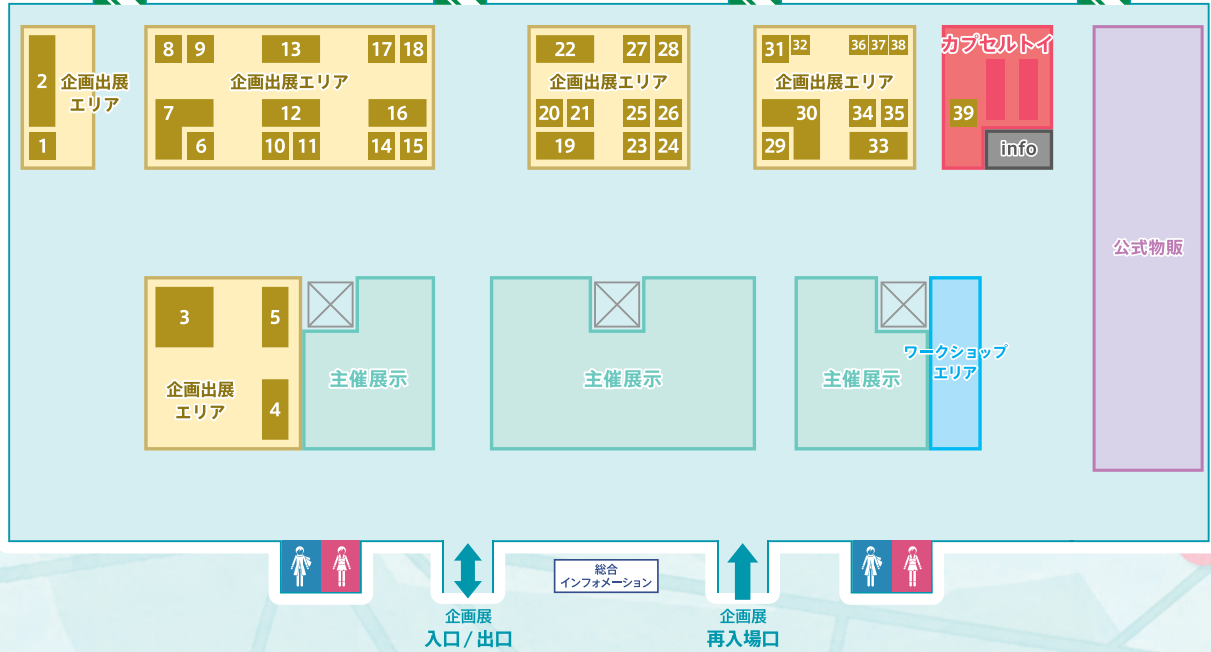 2
1
企画出展
エリア
8 9 13 17 18
企画出展エリア
7 12 16
6 10 11 14 15
22 27 28
企画出展エリア
20 21 25 26
19 23 24
31 32 36 37 38
企画出展エリア
30 34 35
29 33
カプセルトイ
39
info
公式物販
3 5
企画出展
エリア
4
主催展示
主催展示
主催展示
ワークショップ
エリア
総合
インフォメーション
企画展
入口 / 出口
企画展
再入場口